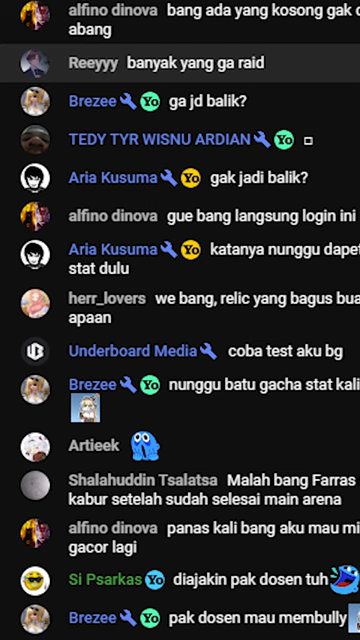 alfino dinova bang ada yang kosong gak
abang
Reeyyy banyak yang ga raid
Brezee Yo ga jd balik?
TEDY TYR WISNU ARDIAN Yo
Aria Kusuma Yo gak jadi balik?
alfino dinova gue bang langsung login ini
Aria Kusuma Yo katanya nunggu dapet
stat dulu
herr_lovers we bang, relic yang bagus
apaan
Underboard Media coba test aku bg
Brezee Yo nunggu batu gacha stat kali
Artieek
Shalahuddin Tsalatsa Malah bang Farras
kabur setelah sudah selesai main arena
alfino dinova panas kali bang aku mau
gacor lagi
Si Psarkas Yo diajakin pak dosen tuh
Brezee Yo pak dosen mau membully